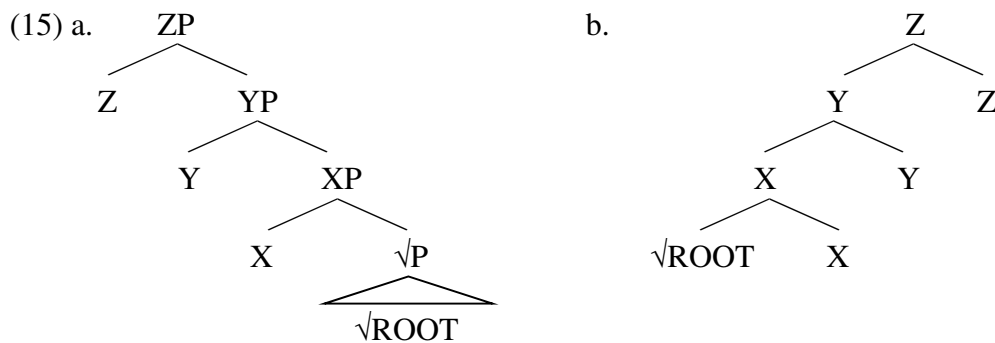 (15) a. ZP b. Z
Z YP Y Z
Y XP X Y
X √P √ROOT X
√ROOT